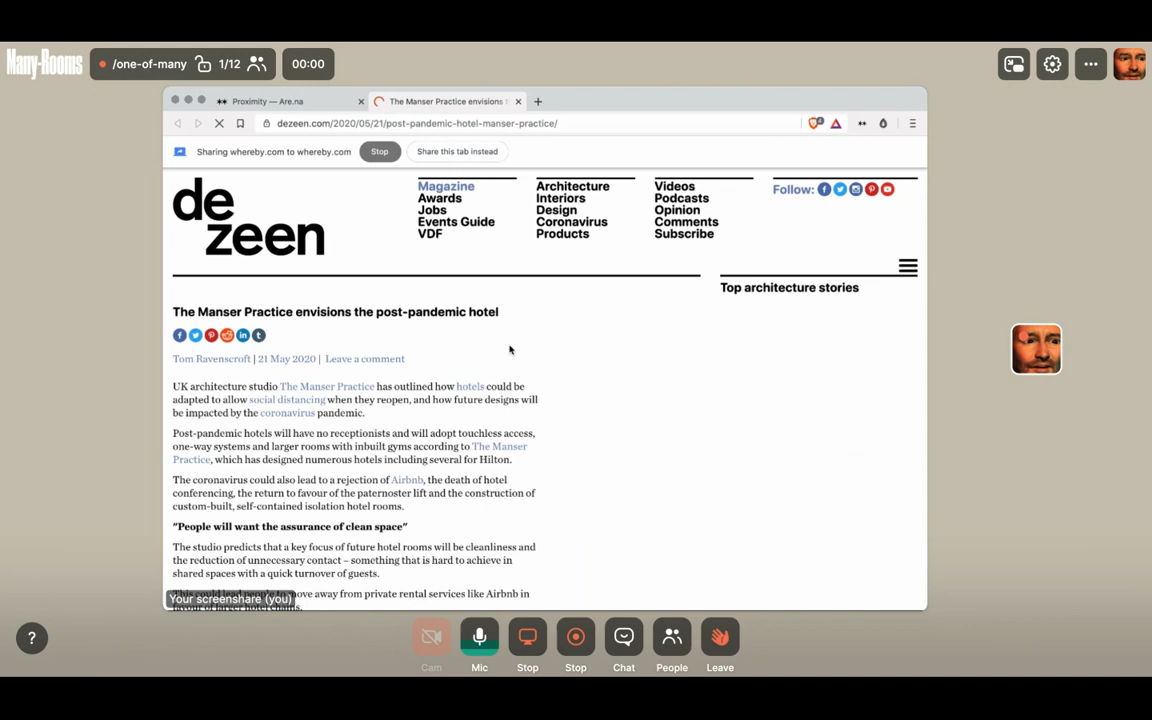 Many-Rooms
/one-of-many
1/12
00:00
Proximity — Are.na
The Manser Practice envisions
dezeen.com/2020/05/21/post-pandemic-hotel-manser-practice/
Sharing whereby.com to whereby.com
Stop
Share this tab instead
de
zeen
Magazine
Awards
Jobs
Events Guide
VDF
Architecture
Interiors
Design
Coronavirus
Products
Videos
Podcasts
Opinion
Comments
Subscribe
Follow:
Top architecture stories
The Manser Practice envisions the post-pandemic hotel
Tom Ravenscroft | 21 May 2020 | Leave a comment
UK architecture studio The Manser Practice has outlined how hotels could be
adapted to allow social distancing when they reopen, and how future designs will
be impacted by the coronavirus pandemic.
Post-pandemic hotels will have no receptionists and will adopt touchless access,
one-way systems and larger rooms with inbuilt gyms according to The Manser
Practice, which has designed numerous hotels including several for Hilton.
The coronavirus could also lead to a rejection of Airbnb, the death of hotel
conferencing, the return to favour of the paternoster lift and the construction of
custom-built, self-contained isolation hotel rooms.
"People will want the assurance of clean space"
The studio predicts that a key focus of future hotel rooms will be cleanliness and
the reduction of unnecessary contact – something that is hard to achieve in
shared spaces with a quick turnover of guests.
This could lead people to move away from private rental services like Airbnb in
favour of larger hotel chains.
Your screenshare (you)
?
Cam
Mic
Stop
Stop
Chat
People
Leave